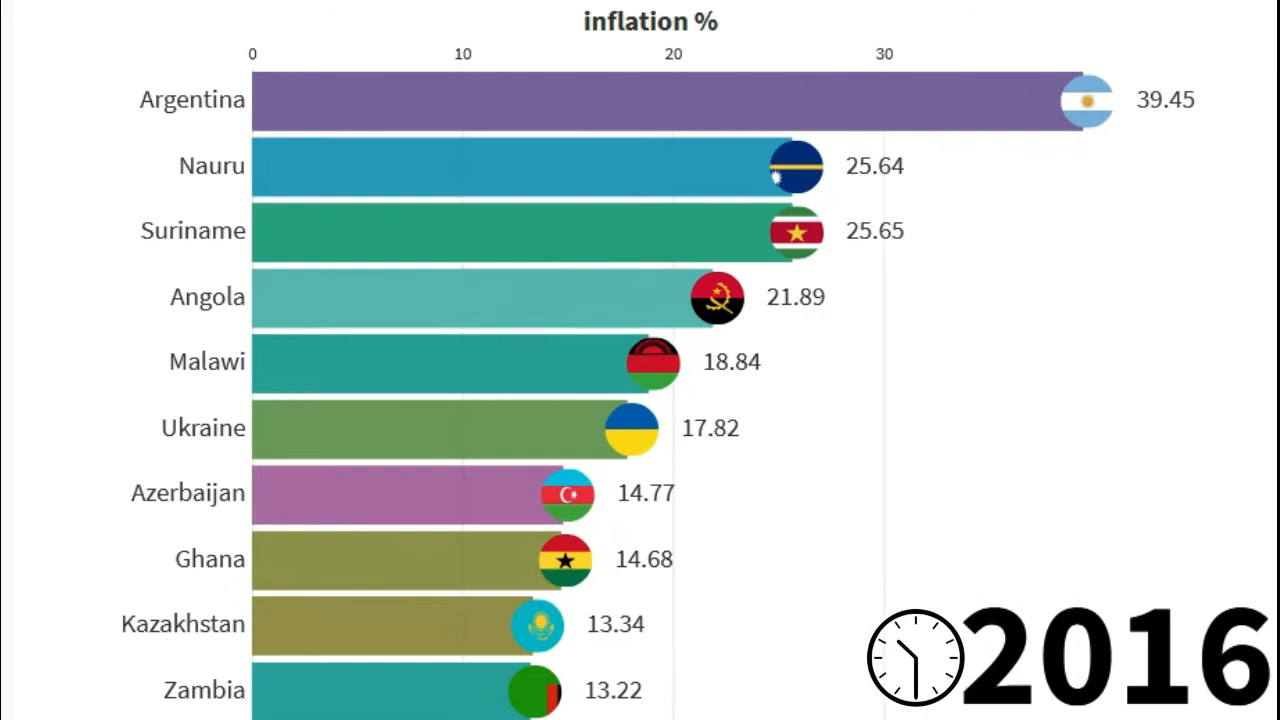 inflation %
0 10 20 30
Argentina 39.45
Nauru 25.64
Suriname 25.65
Angola 21.89
Malawi 18.84
Ukraine 17.82
Azerbaijan 14.77
Ghana 14.68
Kazakhstan 13.34
Zambia 13.22
2016